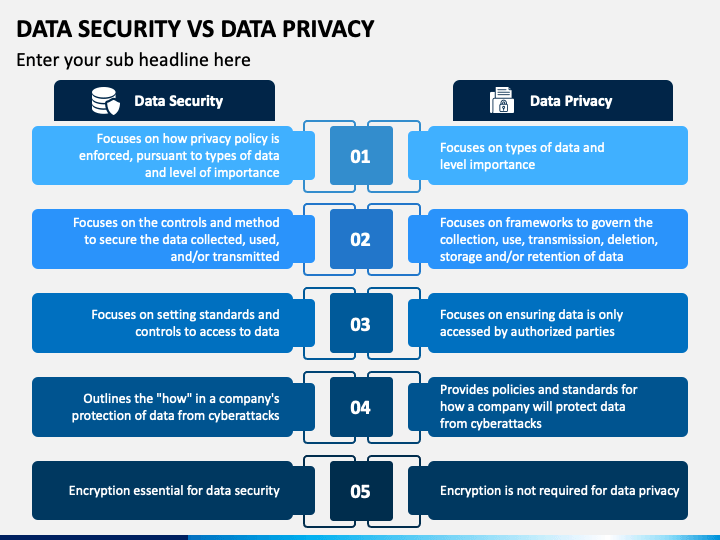 DATA SECURITY VS DATA PRIVACY
Enter your sub headline here
Data Security
Data Privacy
Focuses on how privacy policy is
enforced, pursuant to types of data
and level of importance
01
Focuses on types of data and
level importance
Focuses on the controls and method
to secure the data collected, used,
and/or transmitted
02
Focuses on frameworks to govern the
collection, use, transmission, deletion,
storage and/or retention of data
Focuses on setting standards and
controls to access to data
03
Focuses on ensuring data is only
accessed by authorized parties
Outlines the "how" in a company's
protection of data from cyberattacks
04
Provides policies and standards for
how a company will protect data
from cyberattacks
Encryption essential for data security
05
Encryption is not required for data privacy